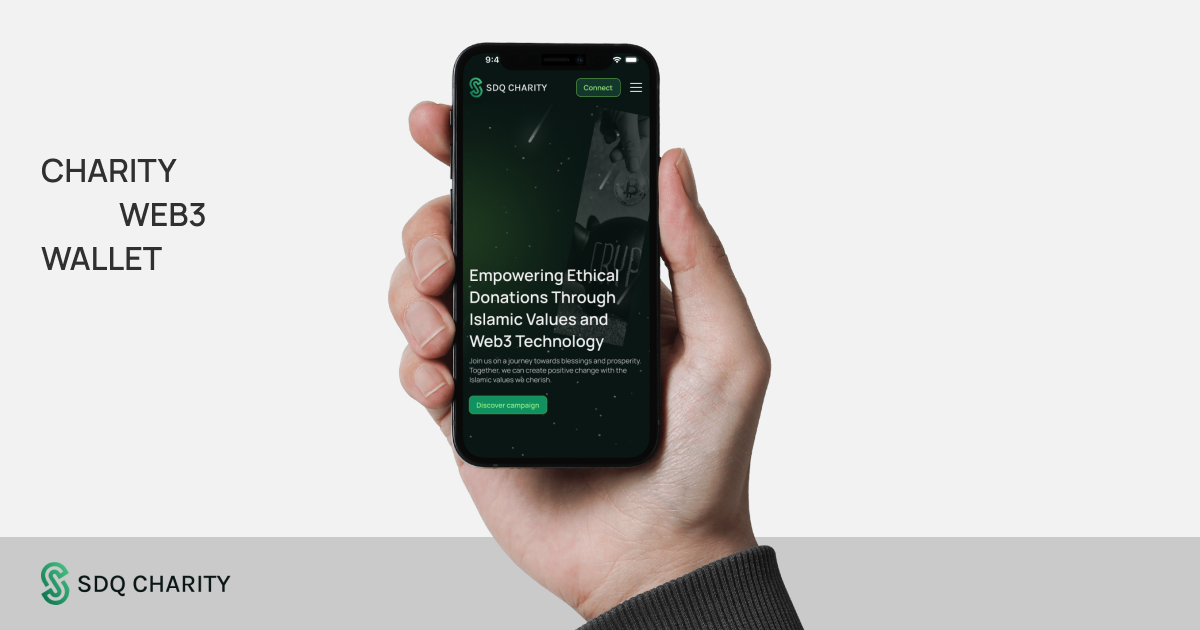 CHARITY
WEB3
WALLET
9:4
SDQ CHARITY
Connect
CRYP
Empowering Ethical
Donations Through
Islamic Values and
Web3 Technology
Join us on a journey towards blessings and prosperity.
Together, we can create positive change with the
Islamic values we cherish.
Discover campaign
SDQ CHARITY